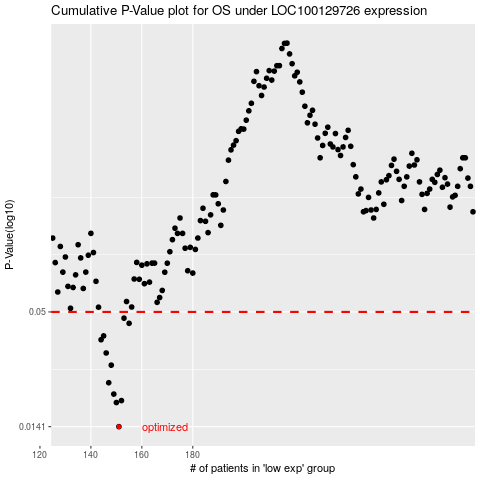 Cumulative P-Value plot for OS under LOC100129726 expression
P-Value(log10)
0.05
0.0141
optimized
120 140 160 180
# of patients in 'low exp' group